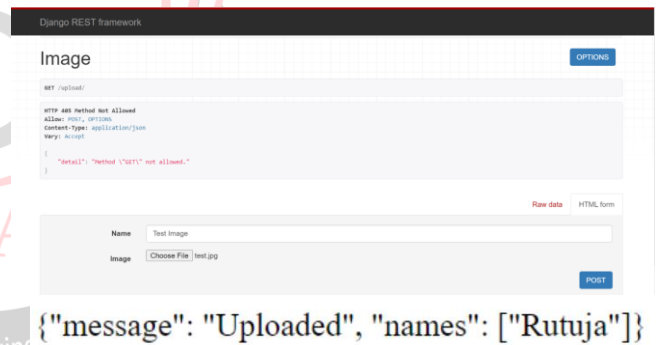 Django REST framework
Image
OPTIONS
GET /upload/
HTTP 405 Method Not Allowed
Allow: POST, OPTIONS
Content-Type: application/json
Vary: Accept
{
"detail": "Method \"GET\" not allowed."
}
Raw data HTML form
Name Test Image
Image Choose File test.jpg
POST
{"message": "Uploaded", "names": ["Rutuja"]}